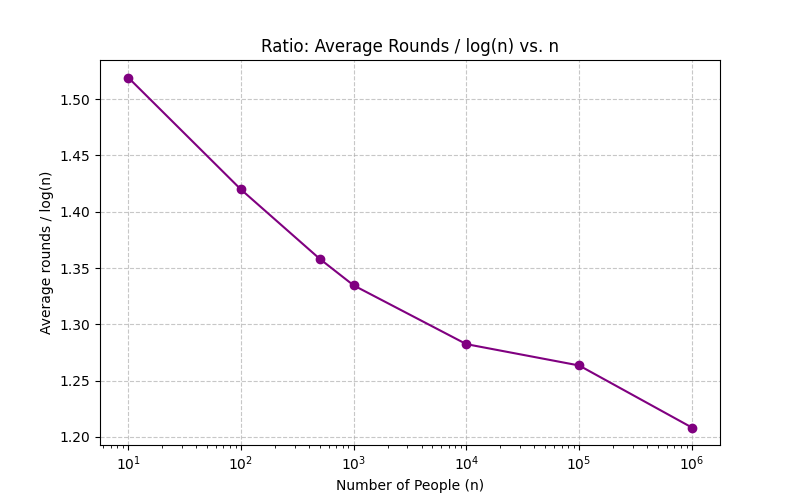 Ratio: Average Rounds / log(n) vs. n
Average rounds / log(n)
1.50
1.45
1.40
1.35
1.30
1.25
1.20
10¹ 10² 10³ 10⁴ 10⁵ 10⁶
Number of People (n)